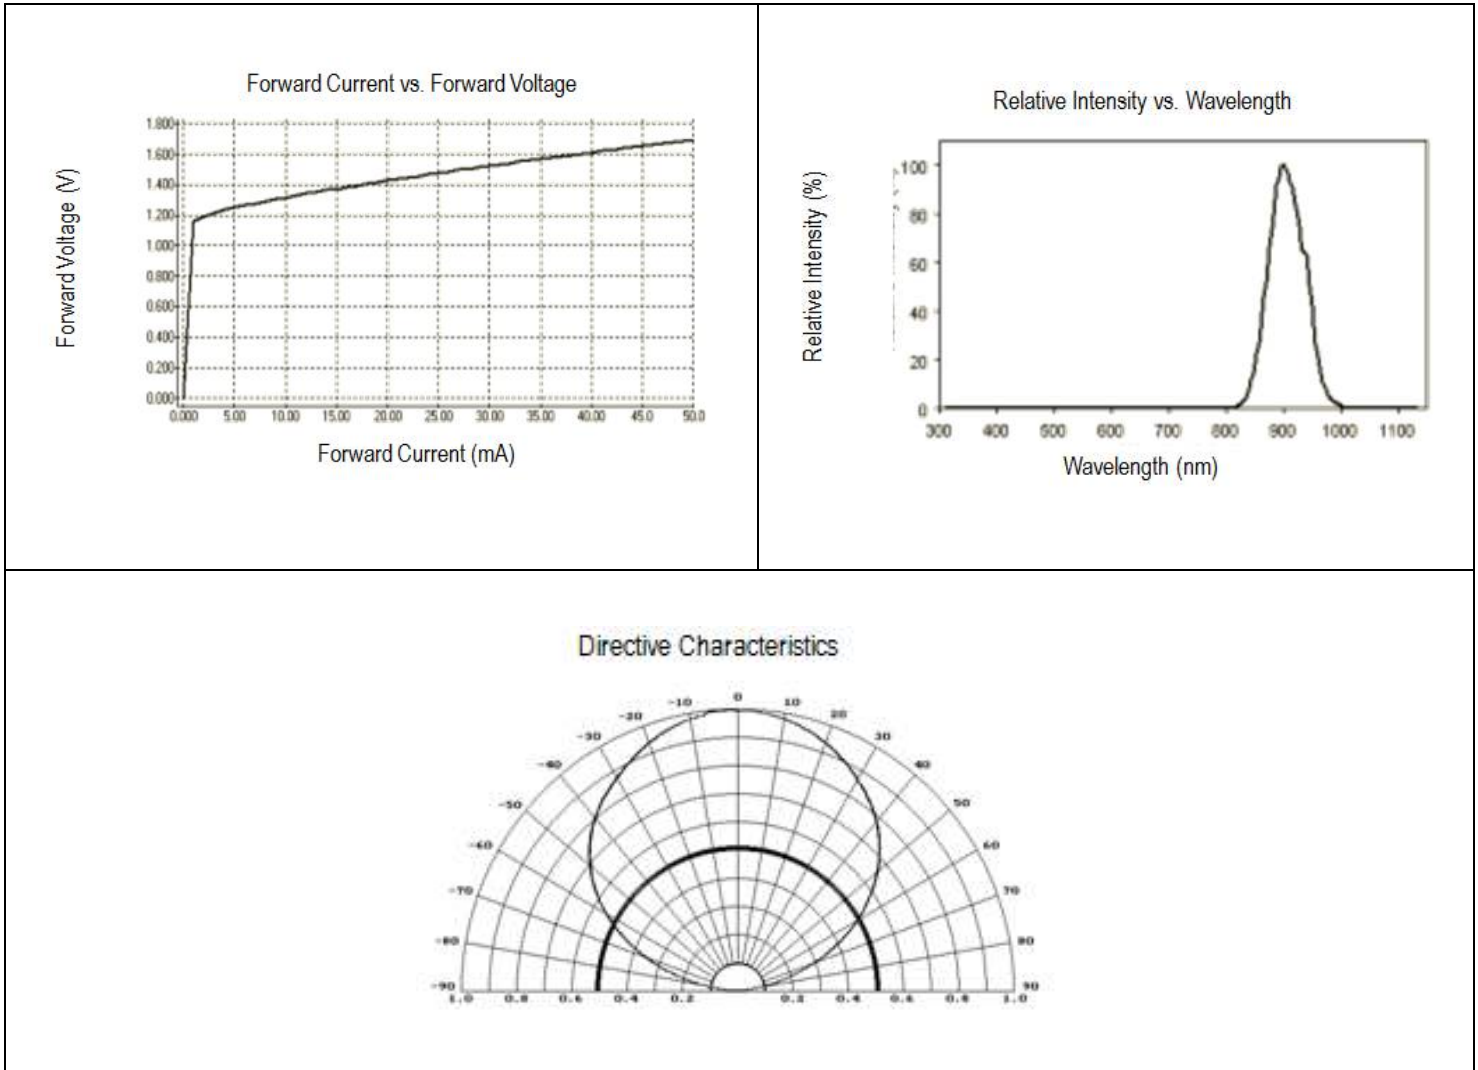 Forward Current vs. Forward Voltage
Forward Voltage (V)
1.800
1.600
1.400
1.200
1.000
0.800
0.600
0.400
0.200
0.000
0.000 5.00 10.00 15.00 20.00 25.00 30.00 35.00 40.00 45.0 50.0
Forward Current (mA)
Relative Intensity vs. Wavelength
Relative Intensity (%)
100
80
60
40
20
0
300 400 500 600 700 800 900 1000 1100
Wavelength (nm)
Directive Characteristics
-90 -80 -70 -60 -50 -40 -30 -20 -10 0 10 20 30 40 50 60 70 80 90
1.0 0.8 0.6 0.4 0.2 0.2 0.4 0.6 0.8 1.0